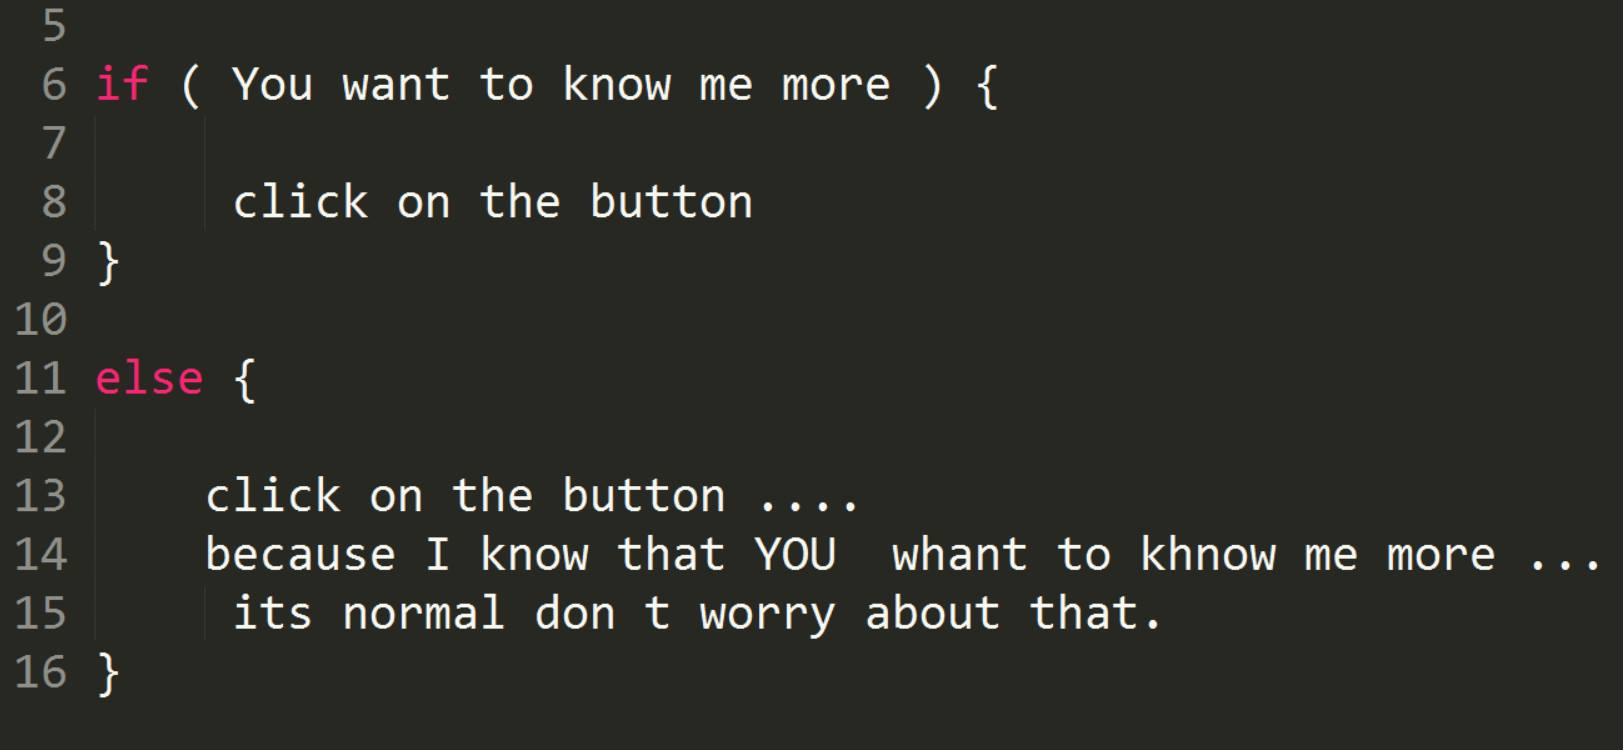 5
6 if ( You want to know me more ) {
7
8 click on the button
9 }
10
11 else {
12
13 click on the button ....
14 because I know that YOU  whant to khnow me more ...
15 its normal don t worry about that.
16 }